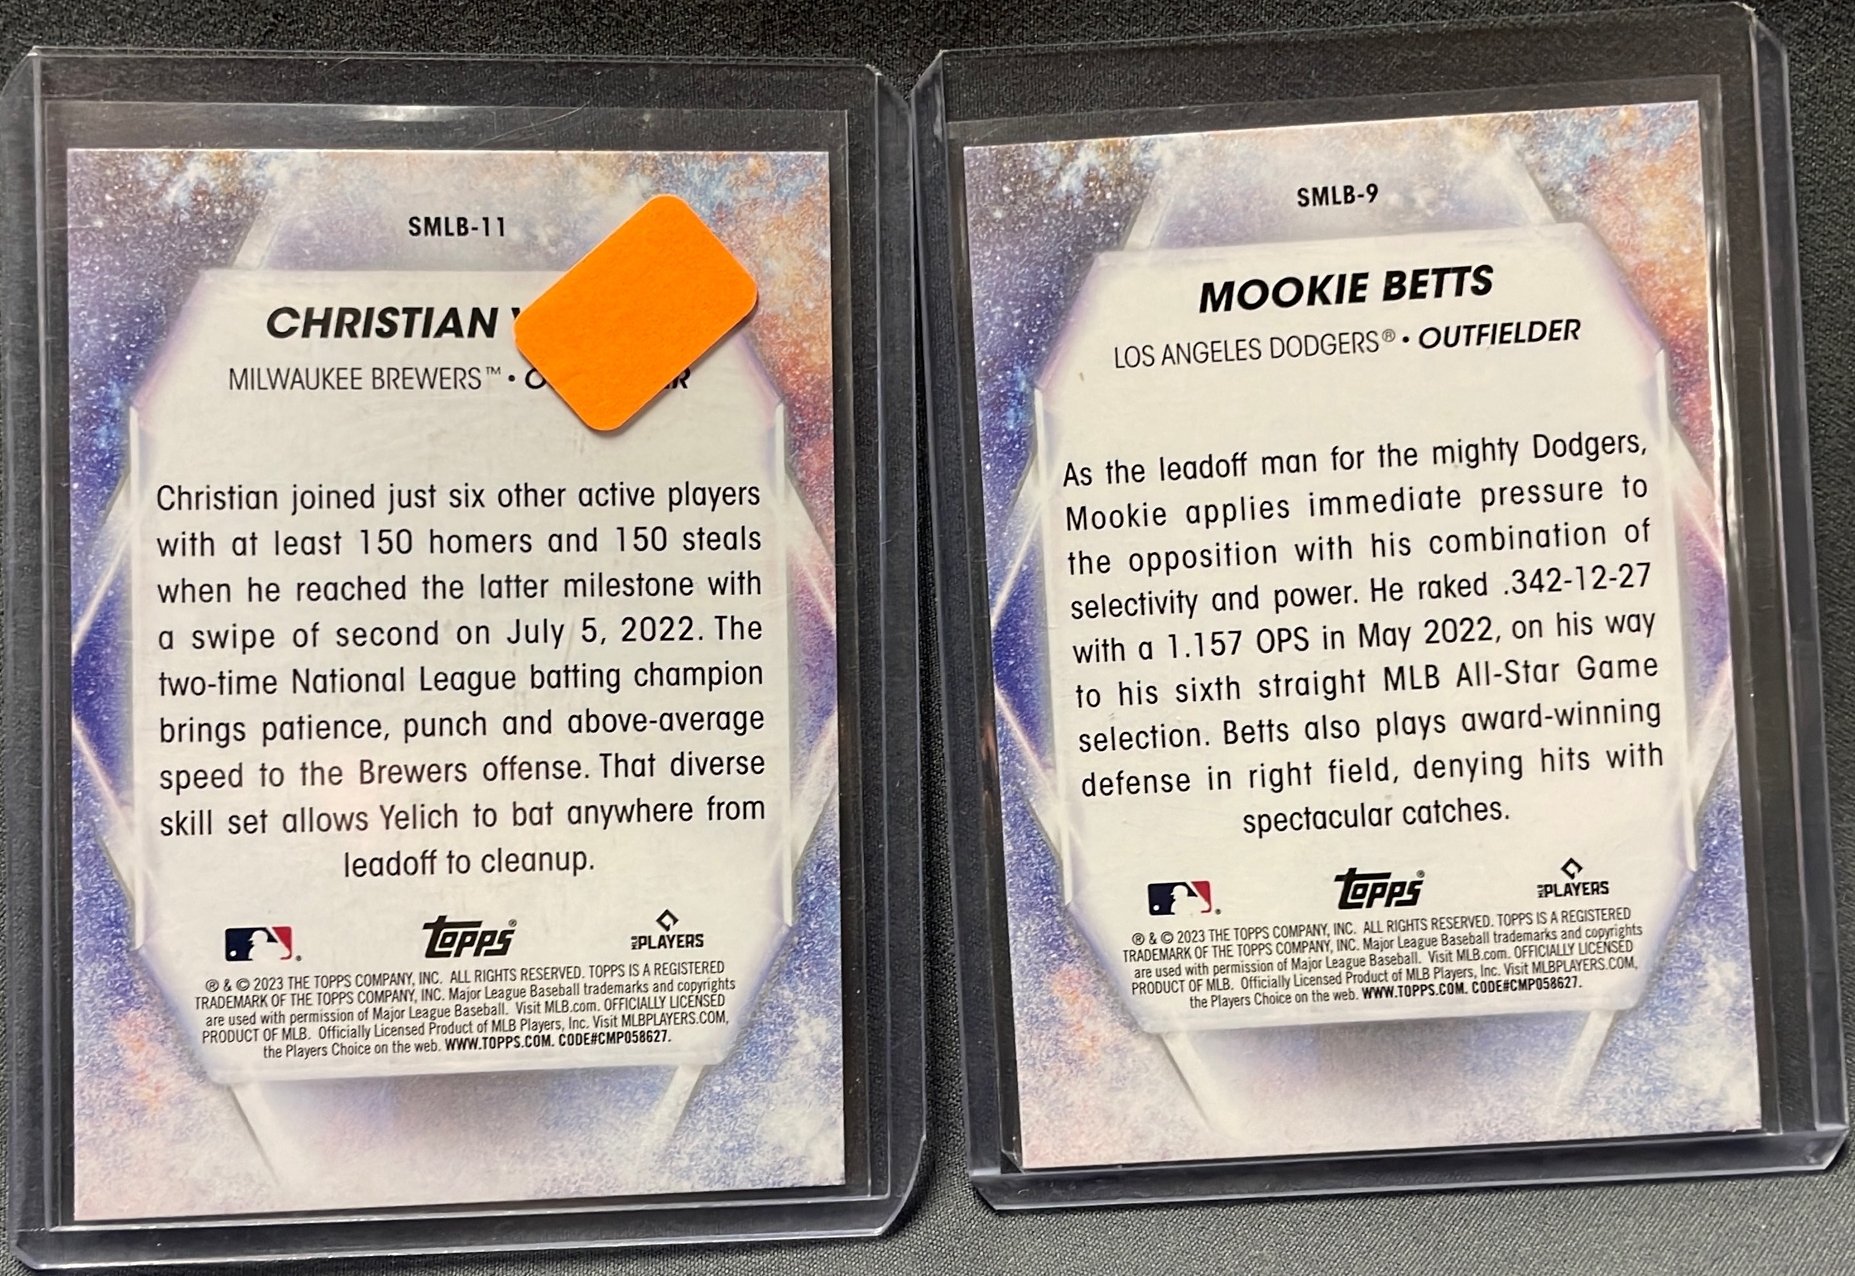 SMLB-11
CHRISTIAN
MILWAUKEE BREWERS™ •
Christian joined just six other active players
with at least 150 homers and 150 steals
when he reached the latter milestone with
a swipe of second on July 5, 2022. The
two-time National League batting champion
brings patience, punch and above-average
speed to the Brewers offense. That diverse
skill set allows Yelich to bat anywhere from
leadoff to cleanup.
Topps®
MLB PLAYERS
® & © 2023 THE TOPPS COMPANY, INC. ALL RIGHTS RESERVED. TOPPS IS A REGISTERED
TRADEMARK OF THE TOPPS COMPANY, INC. Major League Baseball trademarks and copyrights
are used with permission of Major League Baseball. Visit MLB.com. OFFICIALLY LICENSED
PRODUCT OF MLB. Officially Licensed Product of MLB Players, Inc. Visit MLBPLAYERS.COM,
the Players Choice on the web. WWW.TOPPS.COM. CODE#CMP058627.
SMLB-9
MOOKIE BETTS
LOS ANGELES DODGERS® • OUTFIELDER
As the leadoff man for the mighty Dodgers,
Mookie applies immediate pressure to
the opposition with his combination of
selectivity and power. He raked .342-12-27
with a 1.157 OPS in May 2022, on his way
to his sixth straight MLB All-Star Game
selection. Betts also plays award-winning
defense in right field, denying hits with
spectacular catches.
Topps®
MLB PLAYERS
® & © 2023 THE TOPPS COMPANY, INC. ALL RIGHTS RESERVED. TOPPS IS A REGISTERED
TRADEMARK OF THE TOPPS COMPANY, INC. Major League Baseball trademarks and copyrights
are used with permission of Major League Baseball. Visit MLB.com. OFFICIALLY LICENSED
PRODUCT OF MLB. Officially Licensed Product of MLB Players, Inc. Visit MLBPLAYERS.COM,
the Players Choice on the web. WWW.TOPPS.COM. CODE#CMP058627.